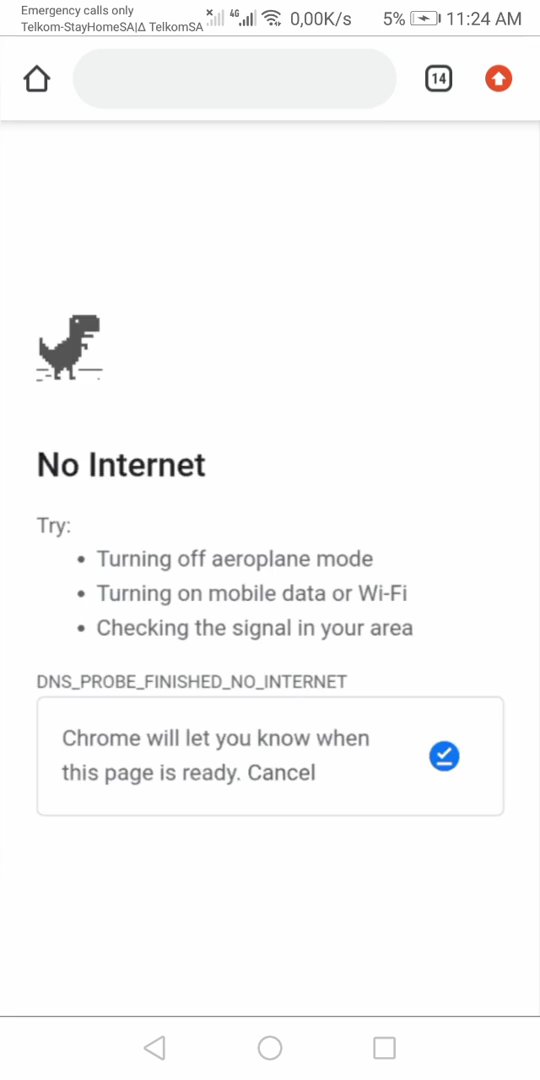 Emergency calls only
Telkom-StayHomeSA|Δ TelkomSA 4G 0,00K/s 5% 11:24 AM
14
No Internet
Try:
• Turning off aeroplane mode
• Turning on mobile data or Wi-Fi
• Checking the signal in your area
DNS_PROBE_FINISHED_NO_INTERNET
Chrome will let you know when
this page is ready. Cancel